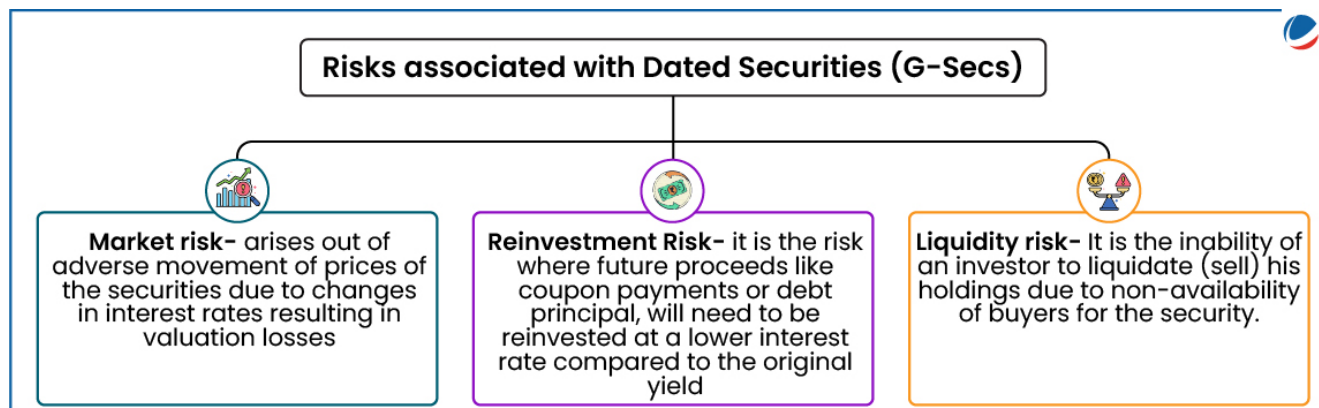 Risks associated with Dated Securities (G-Secs)
Market risk- arises out of
adverse movement of prices of
the securities due to changes
in interest rates resulting in
valuation losses
Reinvestment Risk- it is the risk
where future proceeds like
coupon payments or debt
principal, will need to be
reinvested at a lower interest
rate compared to the original
yield
Liquidity risk- It is the inability of
an investor to liquidate (sell) his
holdings due to non-availability
of buyers for the security.